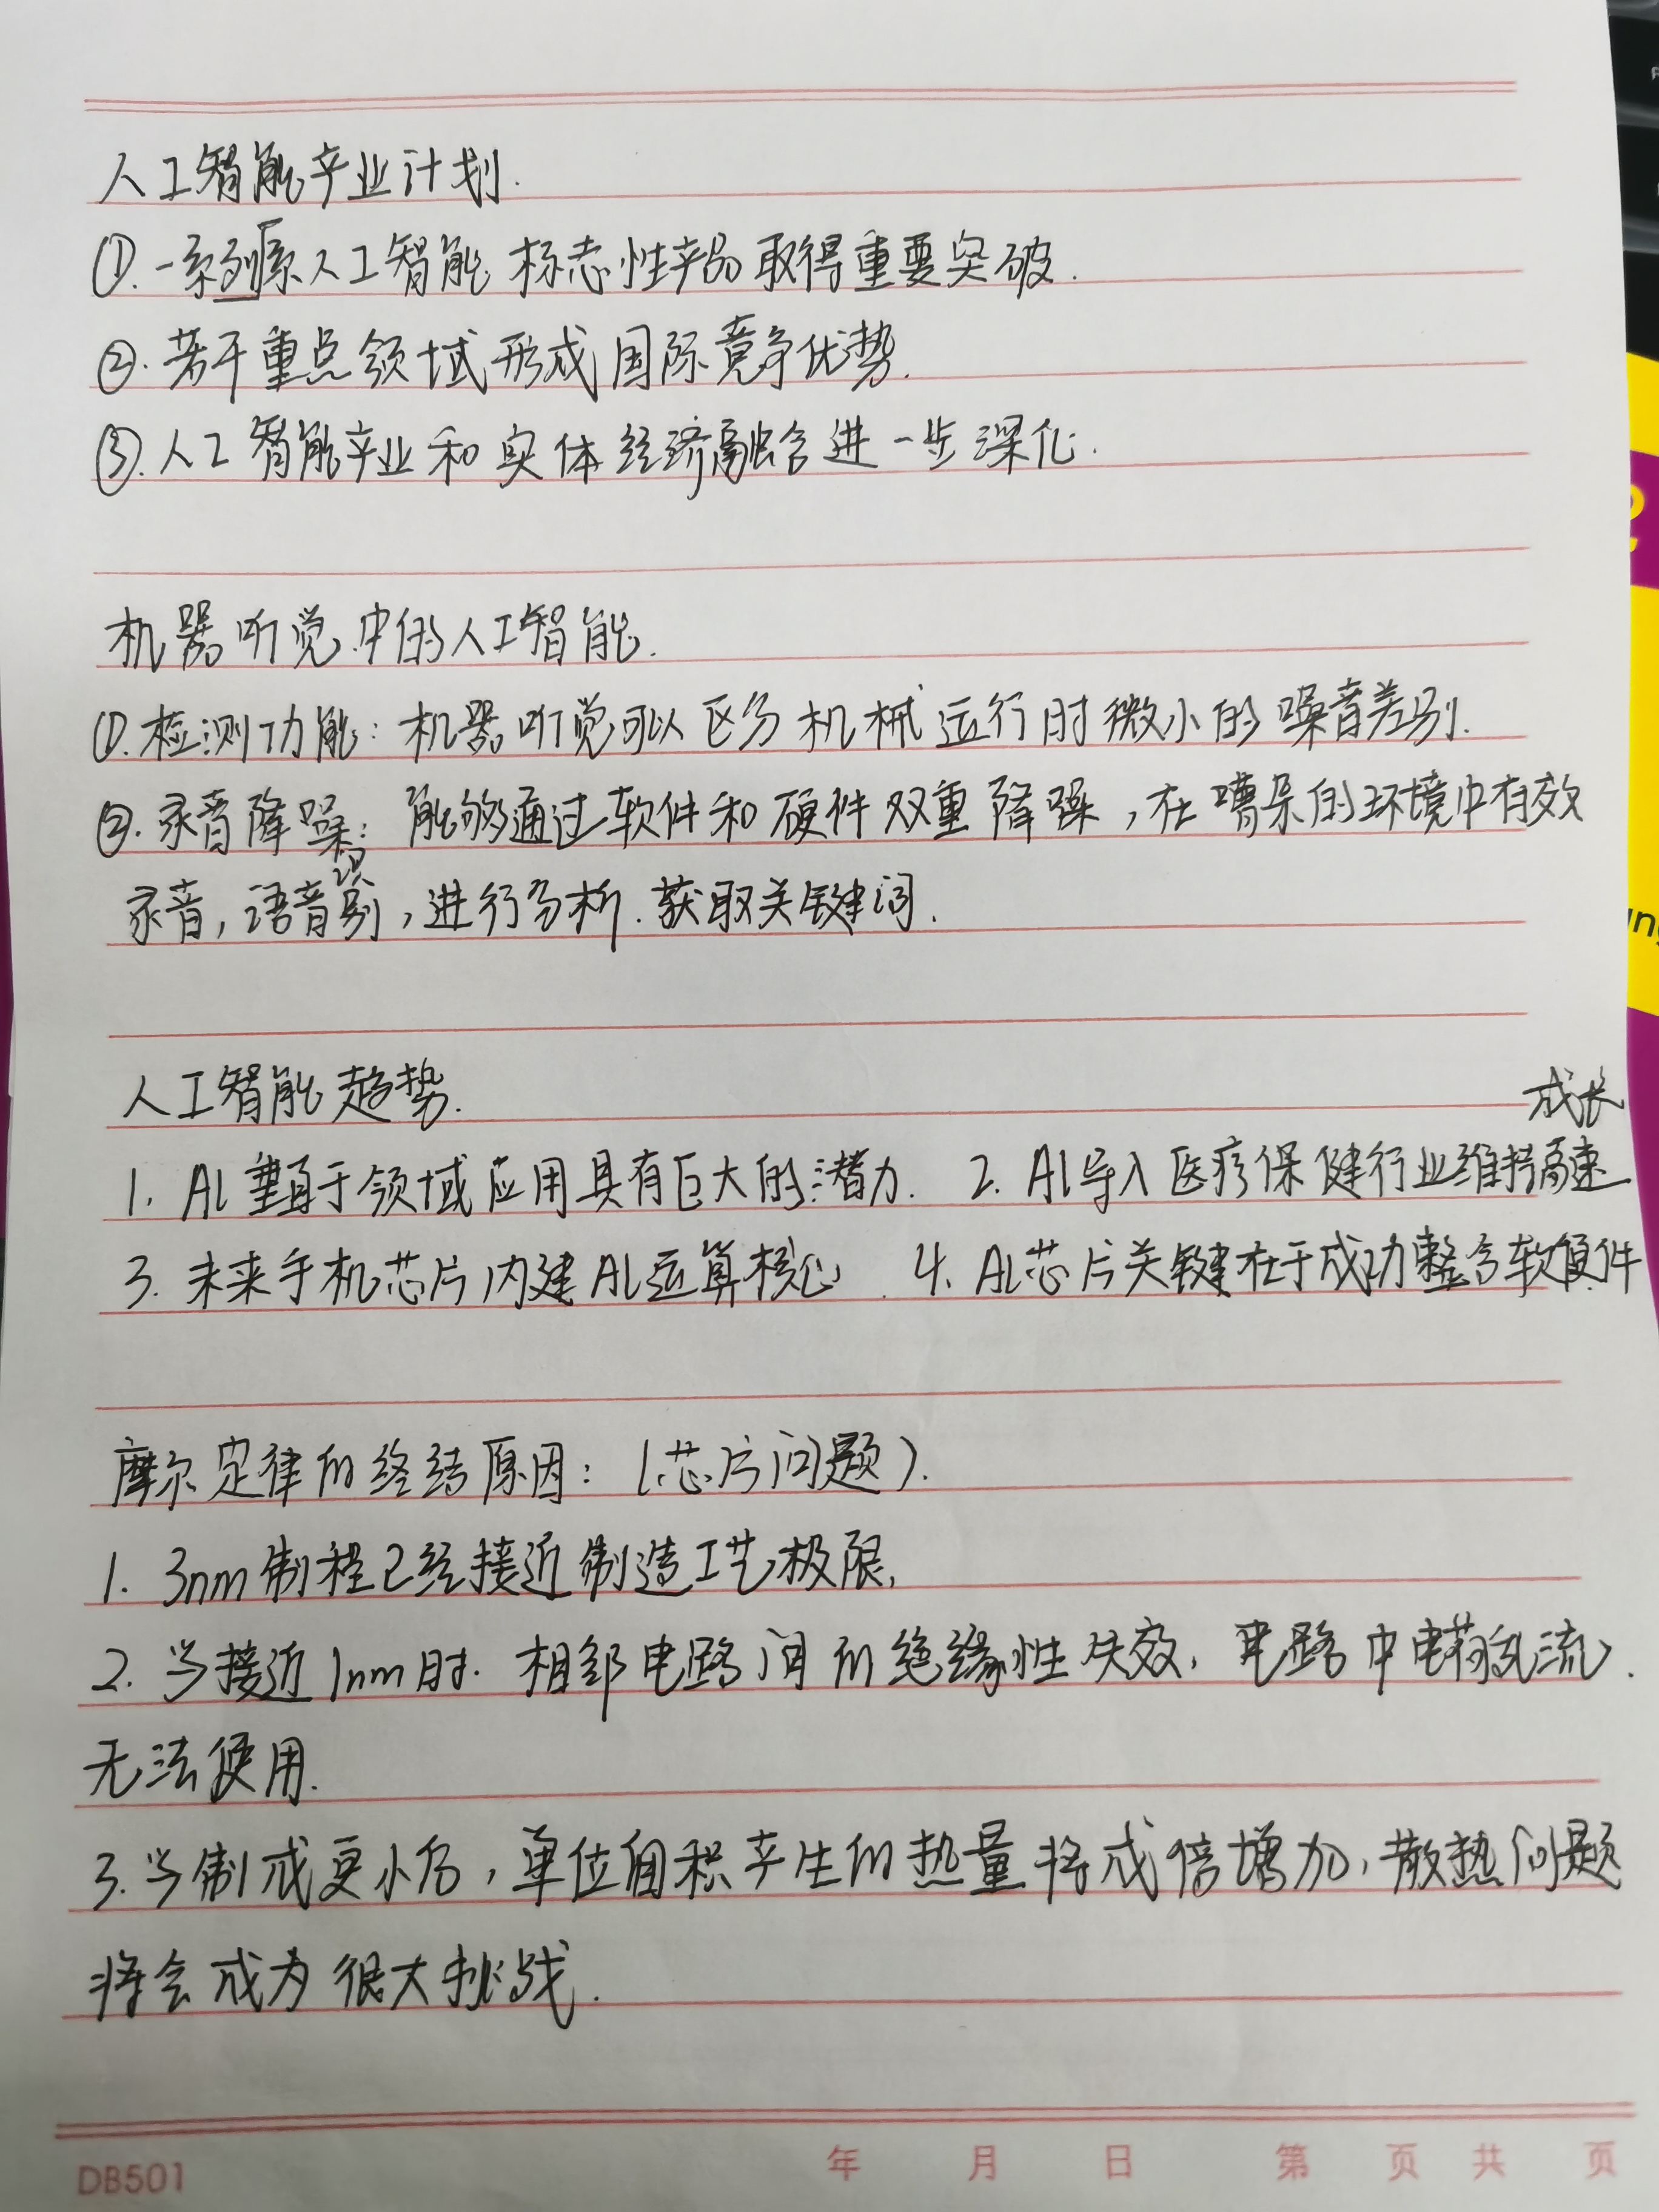 人工智能产业计划.
①.一系列原人工智能标志性产品取得重要突破.
②.若干重点领域形成国际竞争优势.
③.人工智能产业和实体经济融合进一步深化.
机器听觉中的人工智能.
①.检测功能:机器听觉可以区分机械运行时微小的噪音差别.
②.录音降噪:能够通过软件和硬件双重降噪,在嘈杂的环境中有效
录音,语音识别,进行分析.获取关键词.
人工智能趋势.
1.AI垂直于领域应用具有巨大的潜力. 2.AI导入医疗保健行业维持高速成长
3.未来手机芯片内建AI运算核心. 4.AI芯片关键在于成功整合软硬件
摩尔定律的终结原因:(芯片问题).
1.3nm制程已经接近制造工艺极限,
2.当接近1nm时.相邻电路间的绝缘性失效,电路中电荷乱流.
无法使用.
3.当制成更小后,单位面积产生的热量将成倍增加,散热问题
将会成为很大挑战.
DB501 年 月 日 第 页 共 页
2